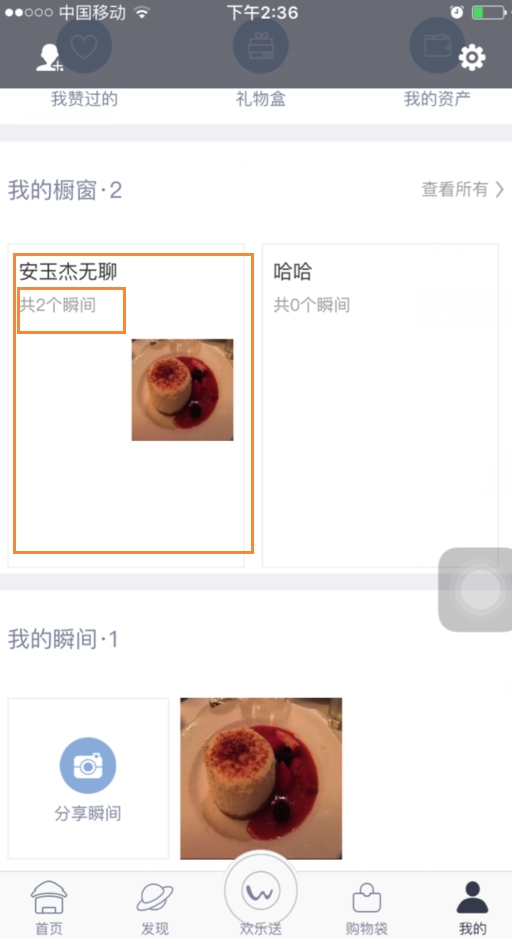 中国移动 下午2:36
我赞过的 礼物盒 我的资产
我的橱窗·2 查看所有
安玉杰无聊 哈哈
共2个瞬间 共0个瞬间
我的瞬间·1
分享瞬间
首页 发现 欢乐送 购物袋 我的